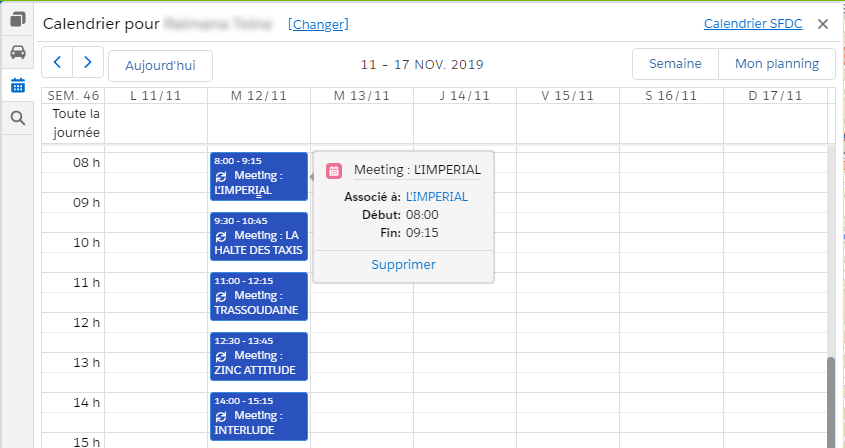 Calendrier pour [Changer] Calendrier SFDC
Aujourd'hui 11 – 17 NOV. 2019 Semaine Mon planning
SEM. 46 L 11/11 M 12/11 M 13/11 J 14/11 V 15/11 S 16/11 D 17/11
Toute la
journée
08 h
09 h
10 h
11 h
12 h
13 h
14 h
15 h
8:00 - 9:15
Meeting :
L'IMPERIAL
9:30 - 10:45
Meeting : LA
HALTE DES TAXIS
11:00 - 12:15
Meeting :
TRASSOUDAINE
12:30 - 13:45
Meeting :
ZINC ATTITUDE
14:00 - 15:15
Meeting :
INTERLUDE
Meeting : L'IMPERIAL
Associé à: L'IMPERIAL
Début: 08:00
Fin: 09:15
Supprimer